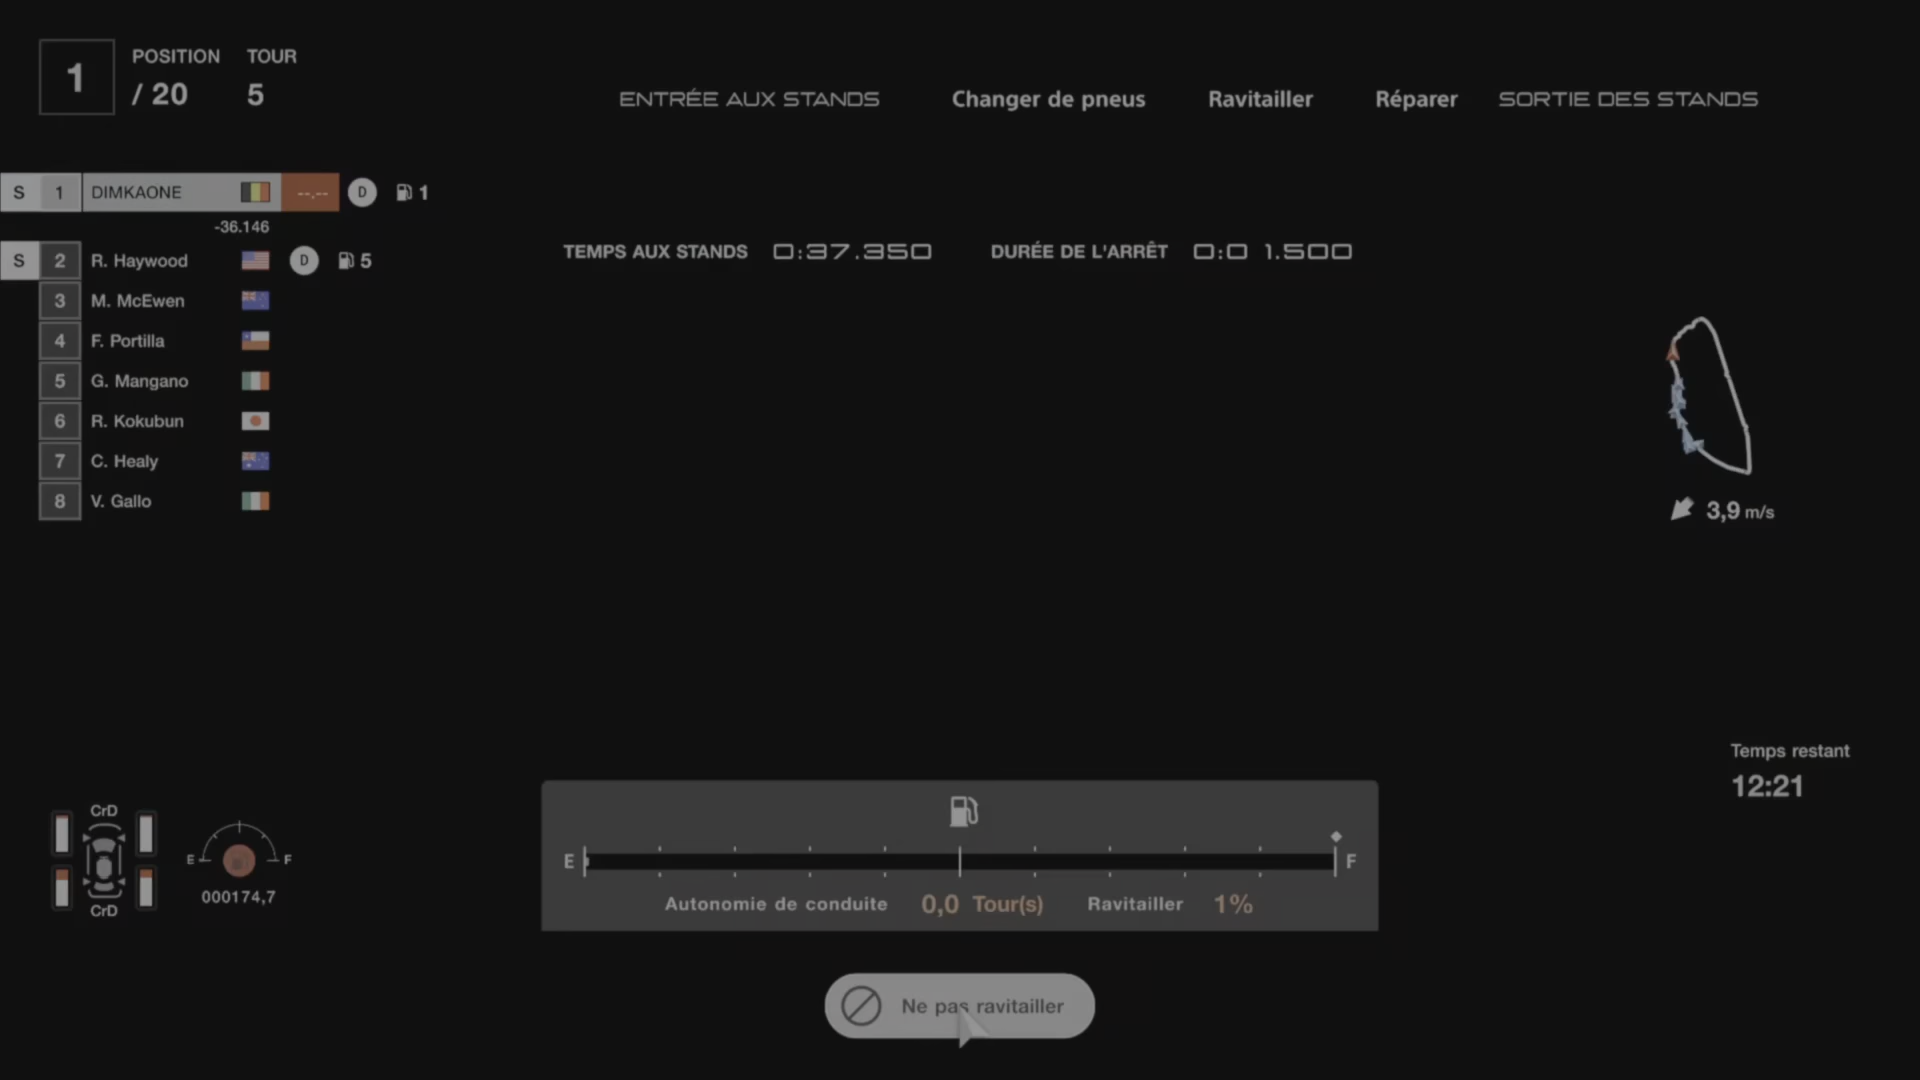 1
POSITION TOUR
/ 20 5
ENTRÉE AUX STANDS Changer de pneus Ravitailler Réparer SORTIE DES STANDS
S 1 DIMKAONE --.-- D 1
-36.146
S 2 R. Haywood D 5
3 M. McEwen
4 F. Portilla
5 G. Mangano
6 R. Kokubun
7 C. Healy
8 V. Gallo
TEMPS AUX STANDS 0:37.350 DURÉE DE L'ARRÊT 0:0 1.500
3,9 m/s
Temps restant
12:21
CrD
CrD
E F
000174,7
E F
Autonomie de conduite 0,0 Tour(s) Ravitailler 1%
Ne pas ravitailler